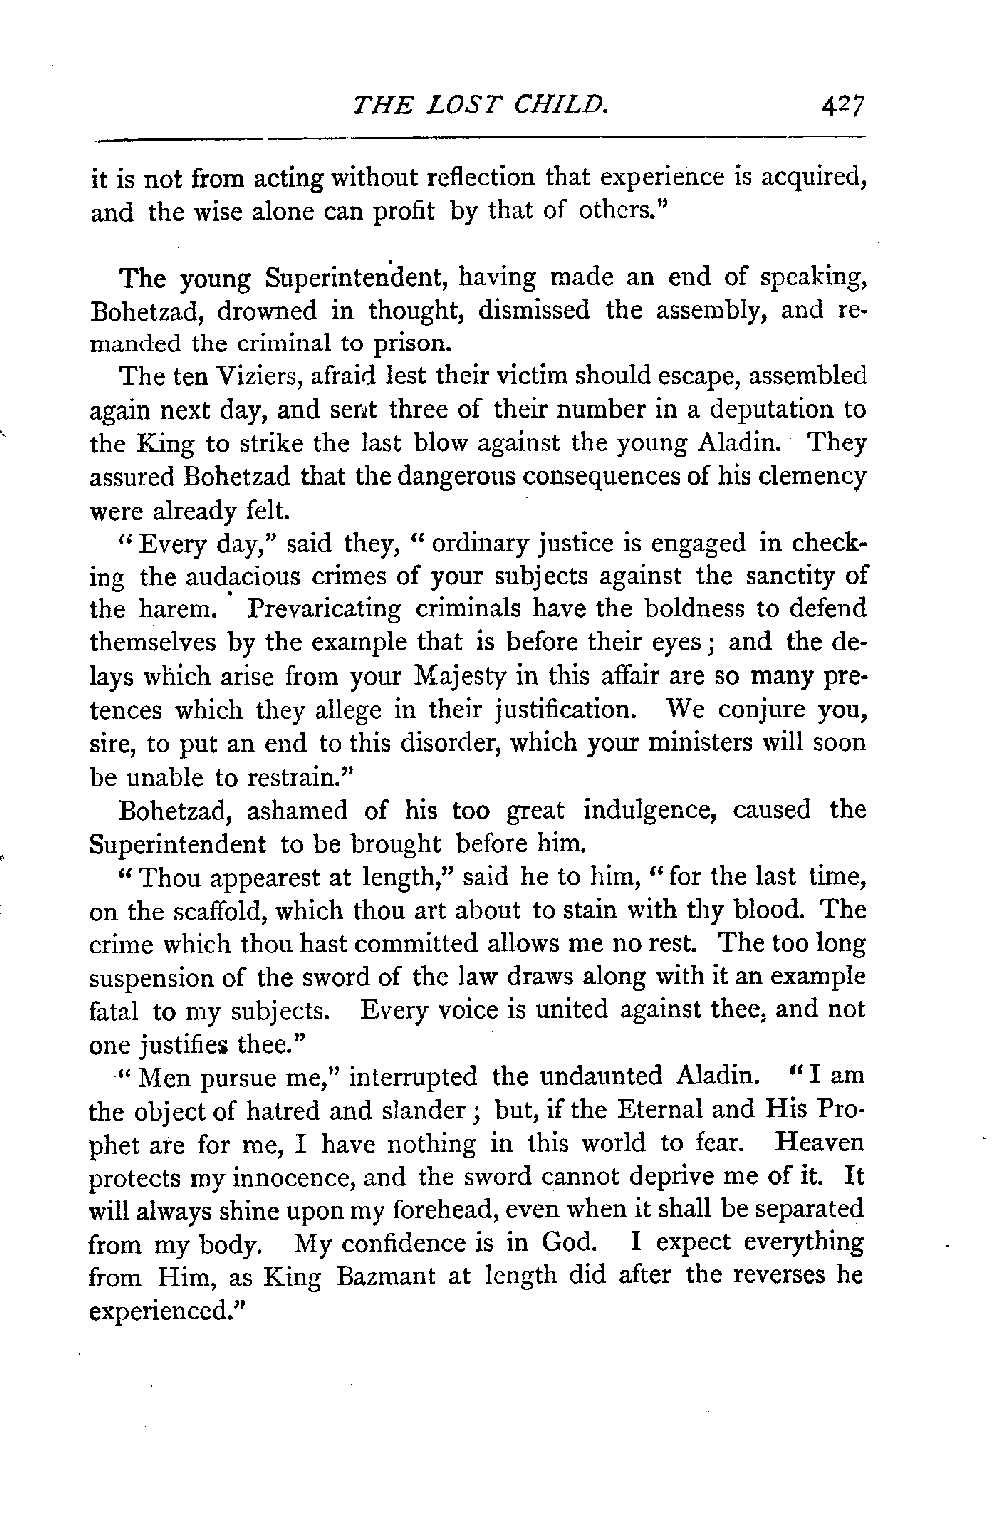 THE LOST CHILD. 427
it is not from acting without reflection that experience is acquired,
and the wise alone can profit by that of others."
The young Superintendent, having made an end of speaking,
Bohetzad, drowned in thought, dismissed the assembly, and re-
manded the criminal to prison.
The ten Viziers, afraid lest their victim should escape, assembled
again next day, and sent three of their number in a deputation to
the King to strike the last blow against the young Aladin. They
assured Bohetzad that the dangerous consequences of his clemency
were already felt.
"Every day," said they, "ordinary justice is engaged in check-
ing the audacious crimes of your subjects against the sanctity of
the harem. Prevaricating criminals have the boldness to defend
themselves by the example that is before their eyes; and the de-
lays which arise from your Majesty in this affair are so many pre-
tences which they allege in their justification. We conjure you,
sire, to put an end to this disorder, which your ministers will soon
be unable to restrain."
Bohetzad, ashamed of his too great indulgence, caused the
Superintendent to be brought before him.
"Thou appearest at length," said he to him, "for the last time,
on the scaffold, which thou art about to stain with thy blood. The
crime which thou hast committed allows me no rest. The too long
suspension of the sword of the law draws along with it an example
fatal to my subjects. Every voice is united against thee, and not
one justifies thee."
"Men pursue me," interrupted the undaunted Aladin. "I am
the object of hatred and slander; but, if the Eternal and His Pro-
phet are for me, I have nothing in this world to fear. Heaven
protects my innocence, and the sword cannot deprive me of it. It
will always shine upon my forehead, even when it shall be separated
from my body. My confidence is in God. I expect everything
from Him, as King Bazmant at length did after the reverses he
experienced."